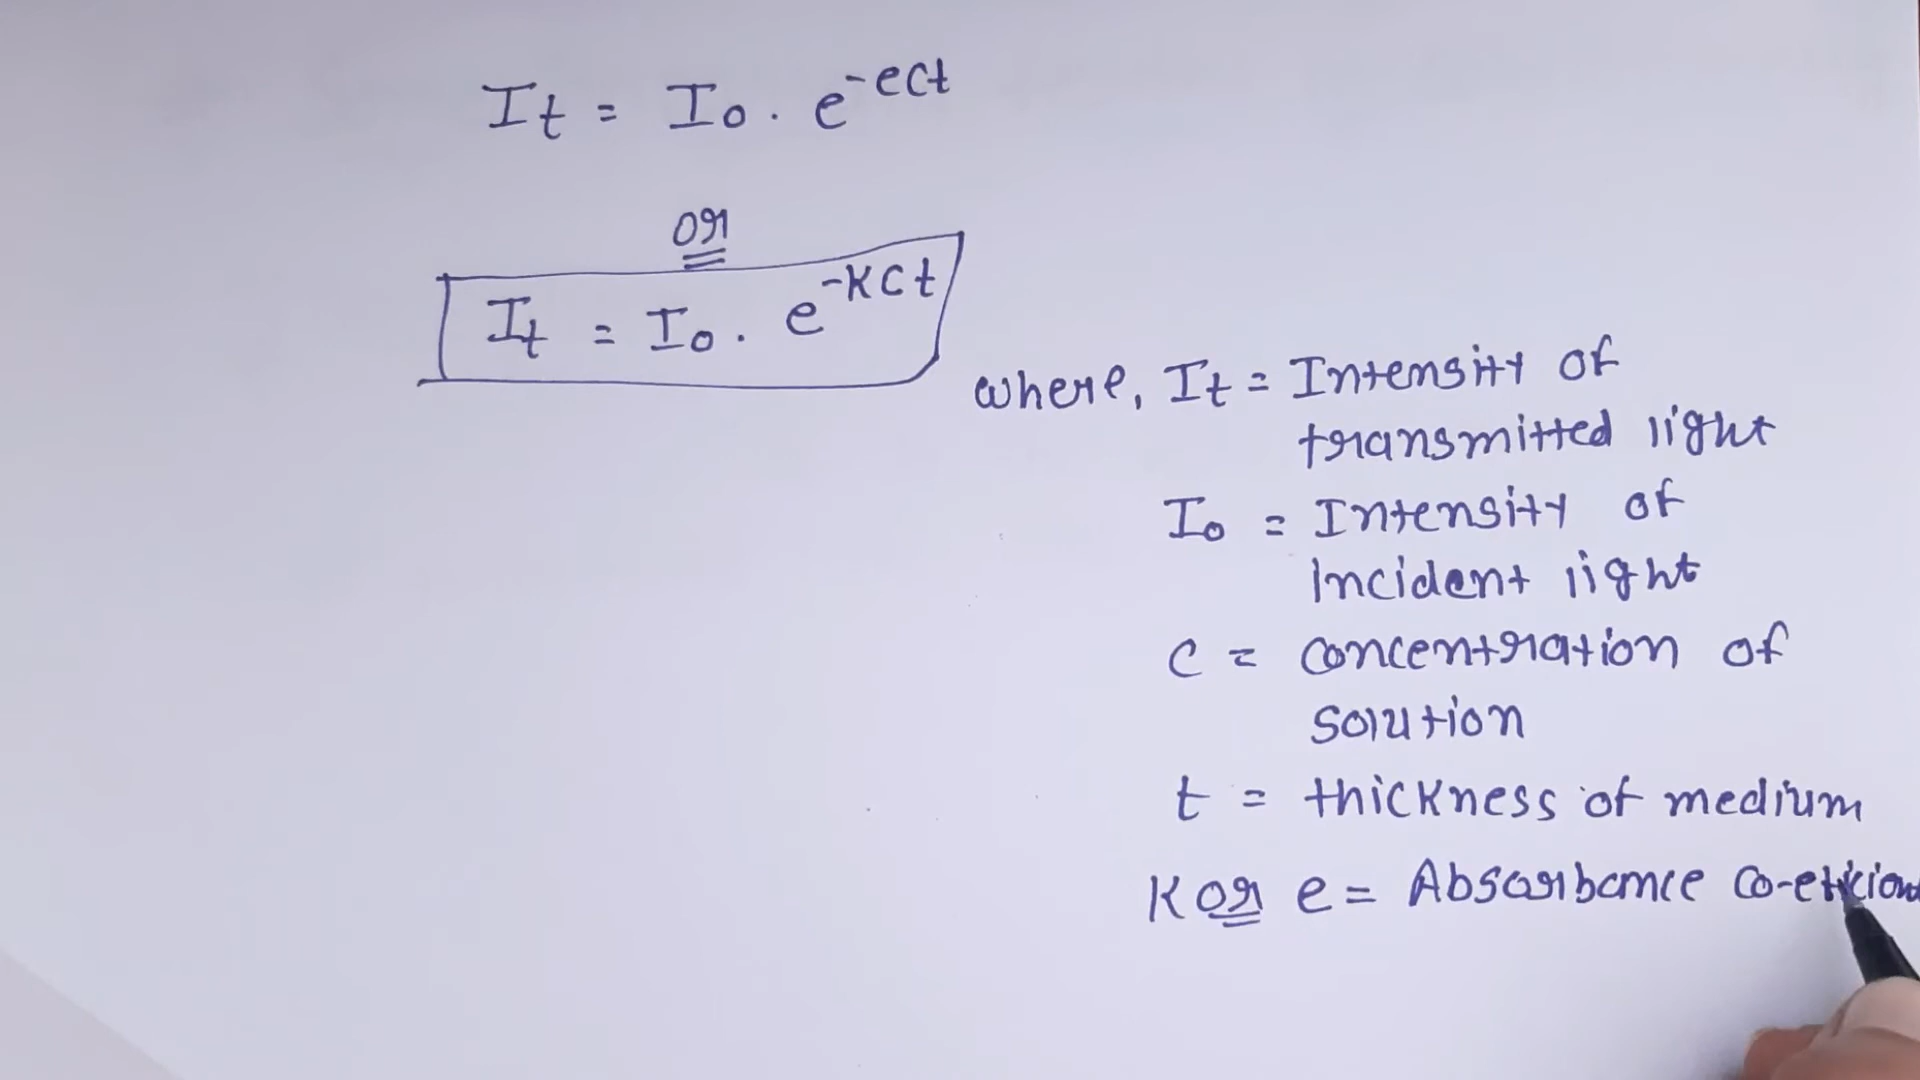 It = Io . e^-ect
or
It = Io . e^-KCt
where, It = Intensity of
transmitted light
Io = Intensity of
Incident light
C = concentration of
solution
t = thickness of medium
K or e = Absorbance co-efficient